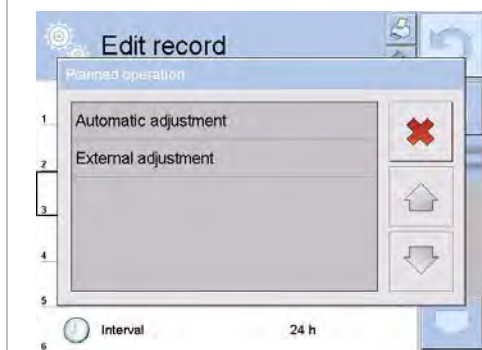 Edit record
Planned operation
1
Automatic adjustment
External adjustment
2
3
4
5
Interval 24 h
6